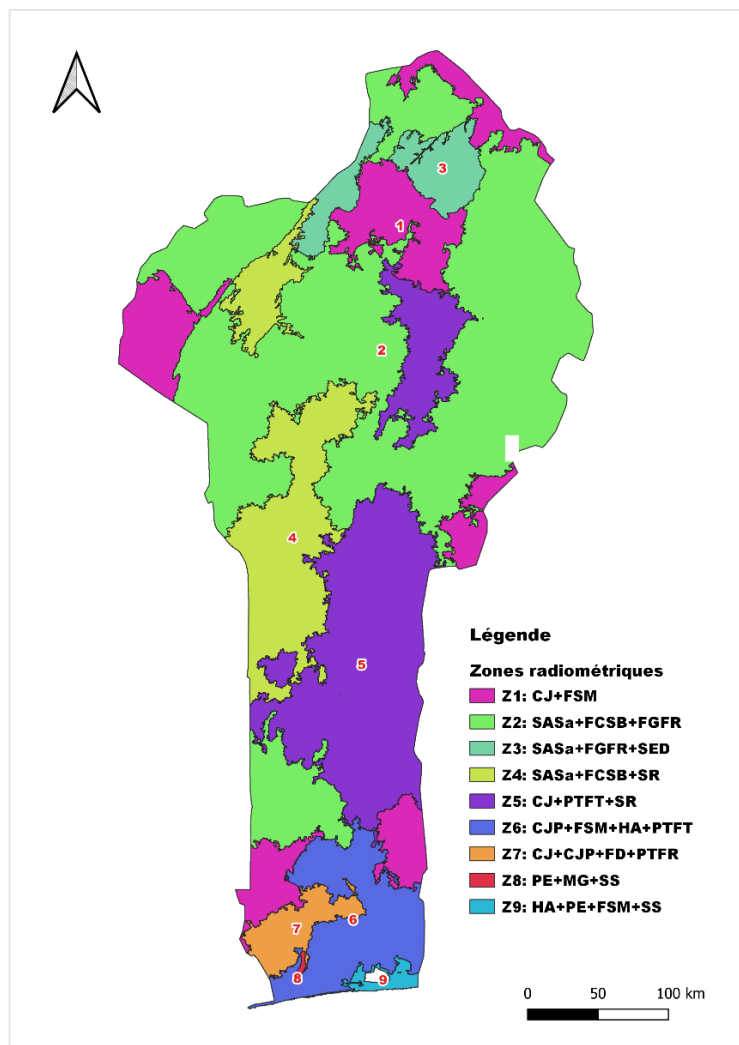 3
1
2
4
5
6
7
8
9
Légende
Zones radiométriques
Z1: CJ+FSM
Z2: SASa+FCSB+FGFR
Z3: SASa+FGFR+SED
Z4: SASa+FCSB+SR
Z5: CJ+PTFT+SR
Z6: CJP+FSM+HA+PTFT
Z7: CJ+CJP+FD+PTFR
Z8: PE+MG+SS
Z9: HA+PE+FSM+SS
0 50 100 km